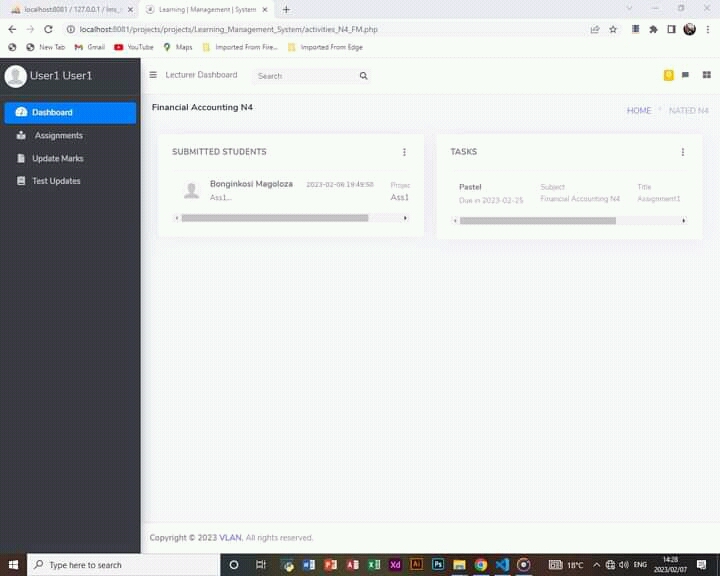 localhost:8081 / 127.0.0.1 / lms_
Learning | Management | System
localhost:8081/projects/projects/Learning_Management_System/activities_N4_FM.php
New Tab
Gmail
YouTube
Maps
Imported From Fire...
Imported From Edge
User1 User1
Lecturer Dashboard
Search
Dashboard
Assignments
Update Marks
Test Updates
Financial Accounting N4
HOME
NATED N4
SUBMITTED STUDENTS
Bonginkosi Magoloza 2023-02-06 19:49:50 Projec
Ass1... Ass1
TASKS
Pastel Subject Title
Due in 2023-02-25 Financial Accounting N4 Assignment1
Copyright © 2023 VLAN. All rights reserved.
Type here to search
18°C
ENG
14:28
2023/02/07